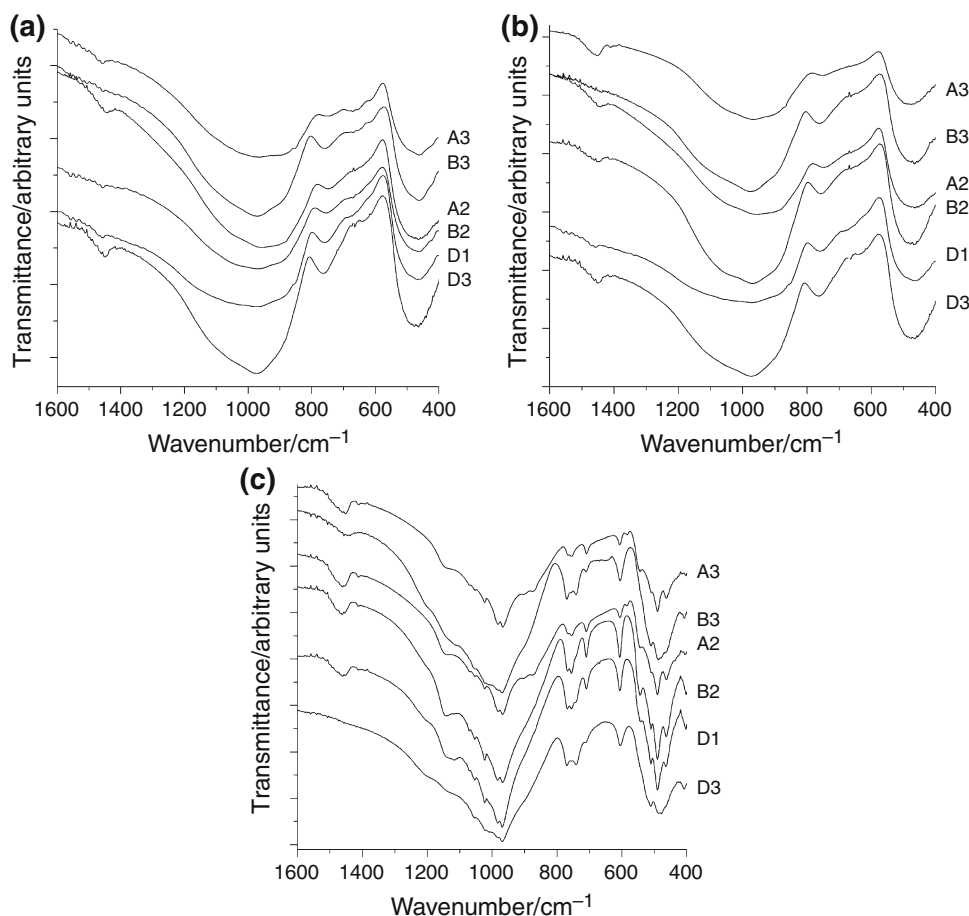 (a)
Transmittance/arbitrary units
A3
B3
A2
B2
D1
D3
1600 1400 1200 1000 800 600 400
Wavenumber/cm⁻¹
(b)
Transmittance/arbitrary units
A3
B3
A2
B2
D1
D3
1600 1400 1200 1000 800 600 400
Wavenumber/cm⁻¹
(c)
Transmittance/arbitrary units
A3
B3
A2
B2
D1
D3
1600 1400 1200 1000 800 600 400
Wavenumber/cm⁻¹